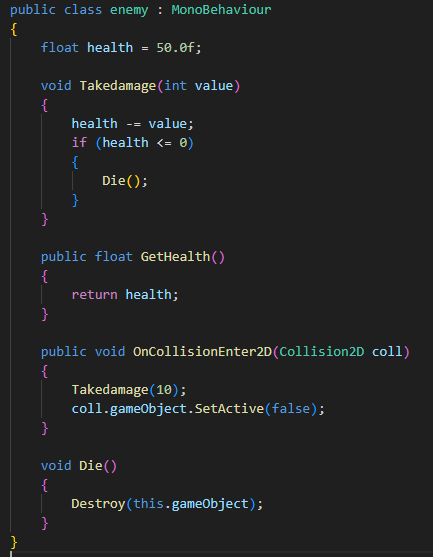 public class enemy : MonoBehaviour
{
    float health = 50.0f;

    void Takedamage(int value)
    {
        health -= value;
        if (health <= 0)
        {
            Die();
        }
    }

    public float GetHealth()
    {
        return health;
    }

    public void OnCollisionEnter2D(Collision2D coll)
    {
        Takedamage(10);
        coll.gameObject.SetActive(false);
    }

    void Die()
    {
        Destroy(this.gameObject);
    }
}